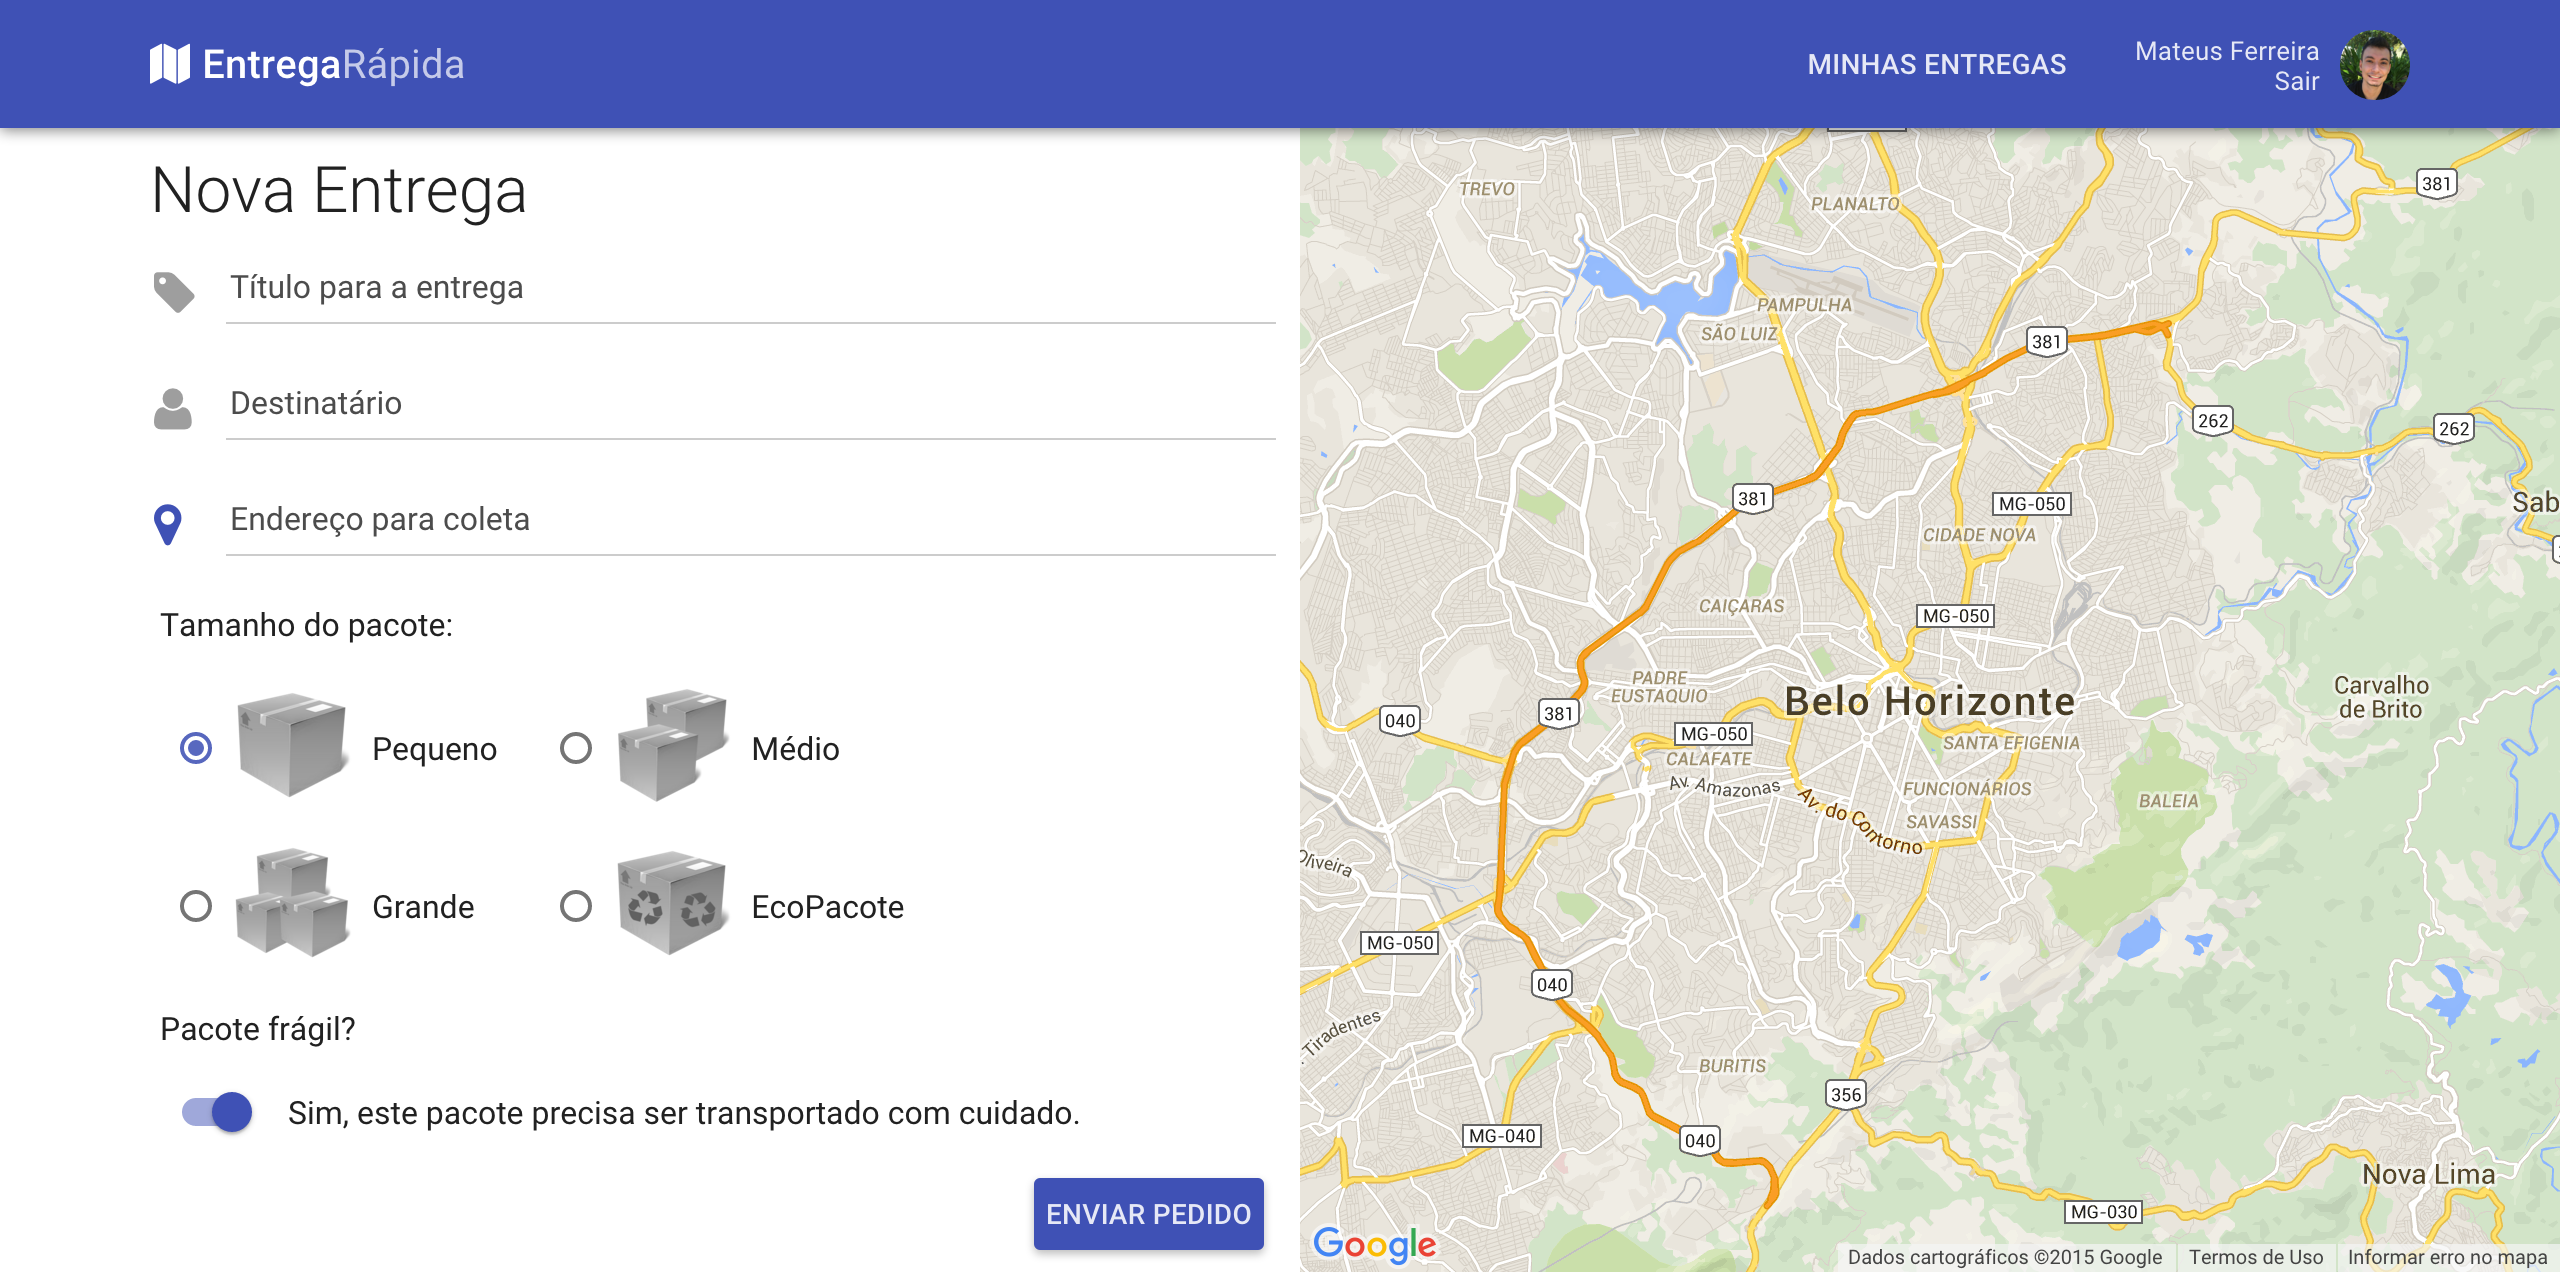 EntregaRápida
MINHAS ENTREGAS
Mateus Ferreira
Sair
Nova Entrega
Título para a entrega
Destinatário
Endereço para coleta
Tamanho do pacote:
Pequeno
Médio
Grande
EcoPacote
Pacote frágil?
Sim, este pacote precisa ser transportado com cuidado.
ENVIAR PEDIDO
TREVO
PLANALTO
381
PAMPULHA
SÃO LUIZ
381
262
262
381
MG-050
Sab
CIDADE NOVA
CAIÇARAS
MG-050
PADRE
EUSTAQUIO
Belo Horizonte
Carvalho
de Brito
040
381
MG-050
SANTA EFIGENIA
CALAFATE
Av. Amazonas
FUNCIONÁRIOS
BALEIA
Av. do Contorno
SAVASSI
Oliveira
MG-050
040
Tiradentes
BURITIS
356
MG-040
040
Nova Lima
MG-030
Google
Dados cartográficos ©2015 Google
Termos de Uso
Informar erro no mapa